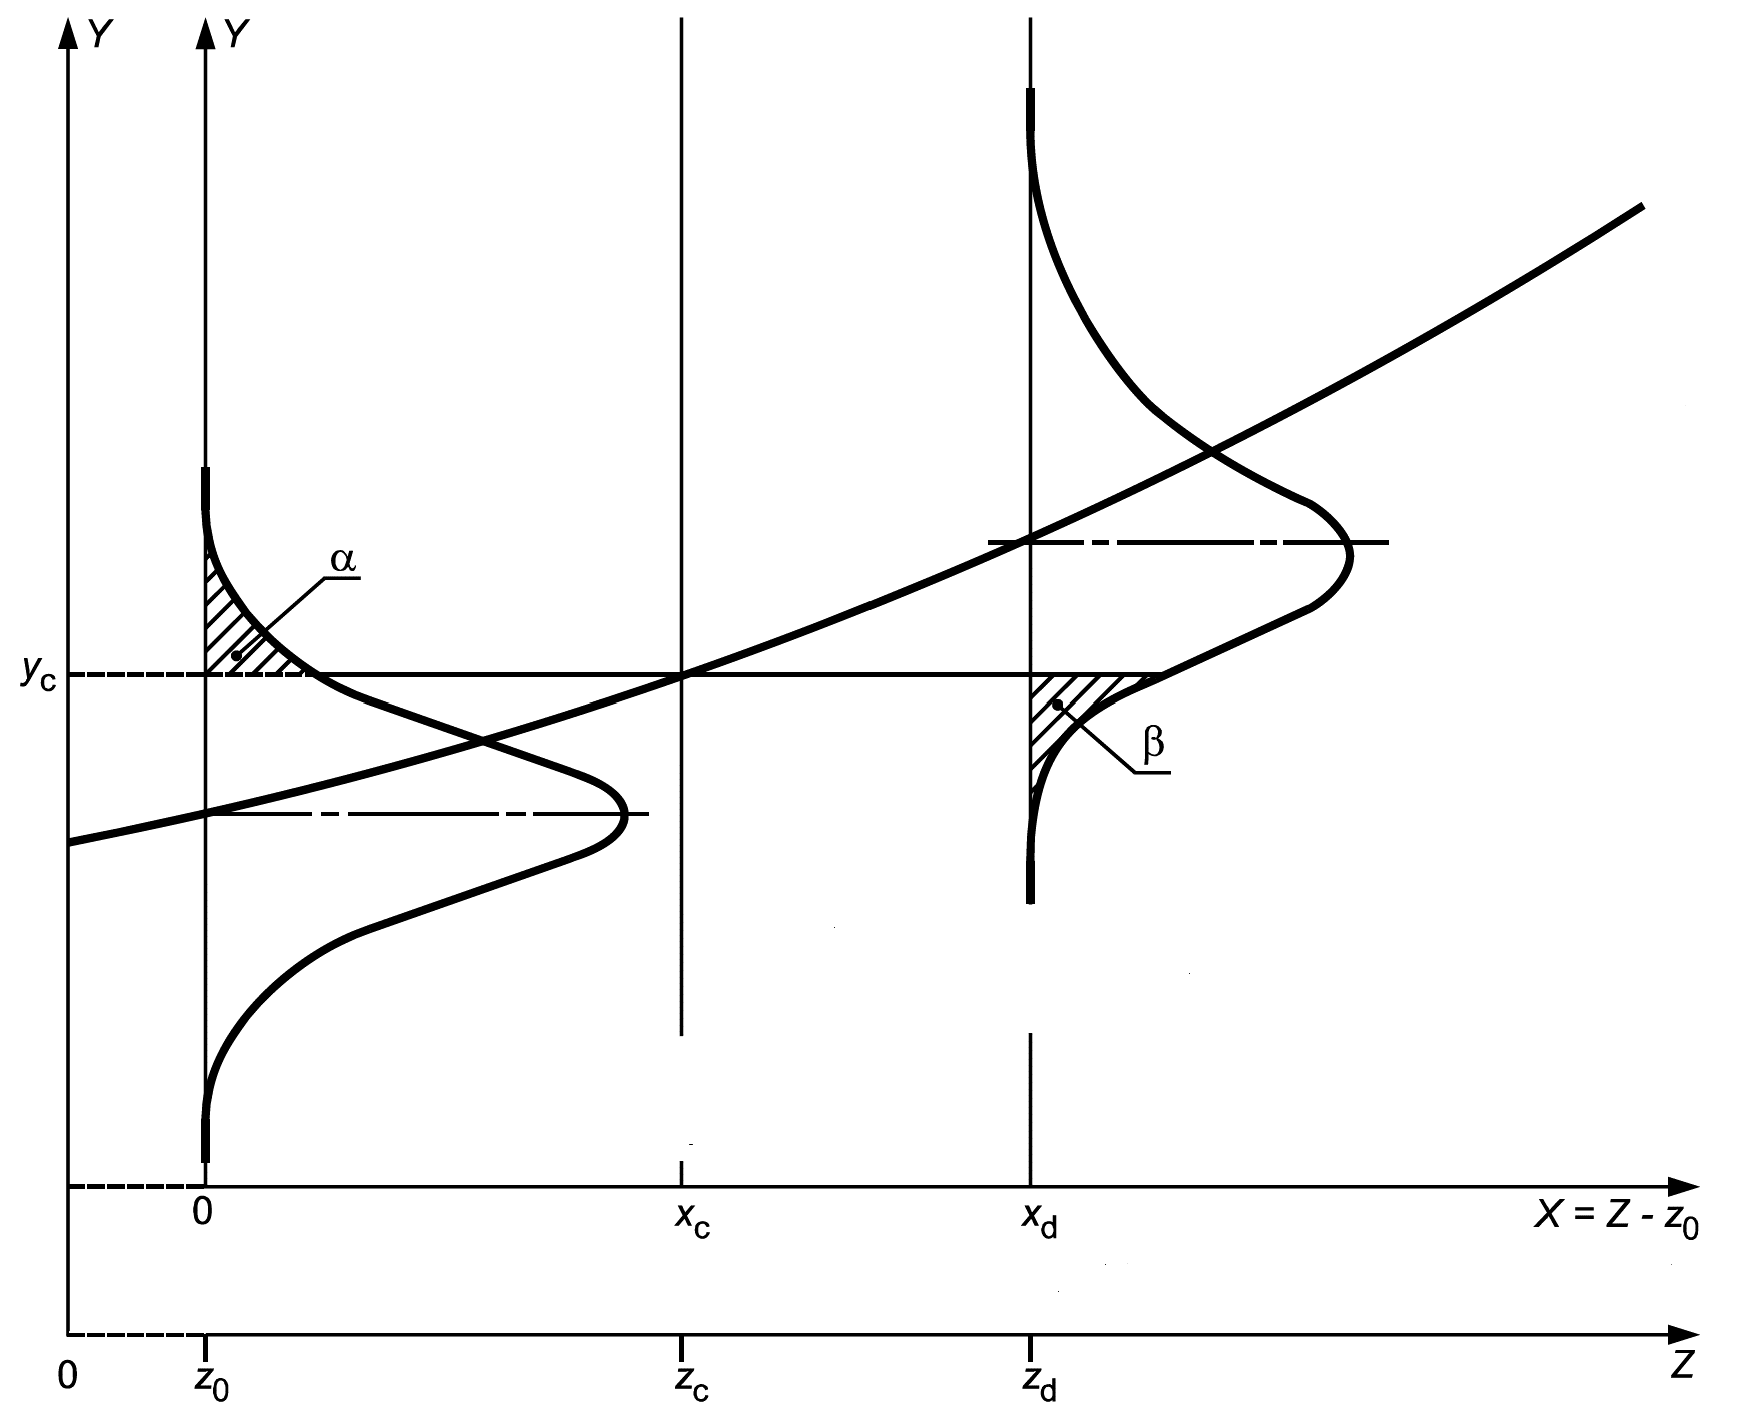 Y Y
α
y_c
β
0 x_c x_d X = Z - z_0
0 z_0 z_c z_d Z